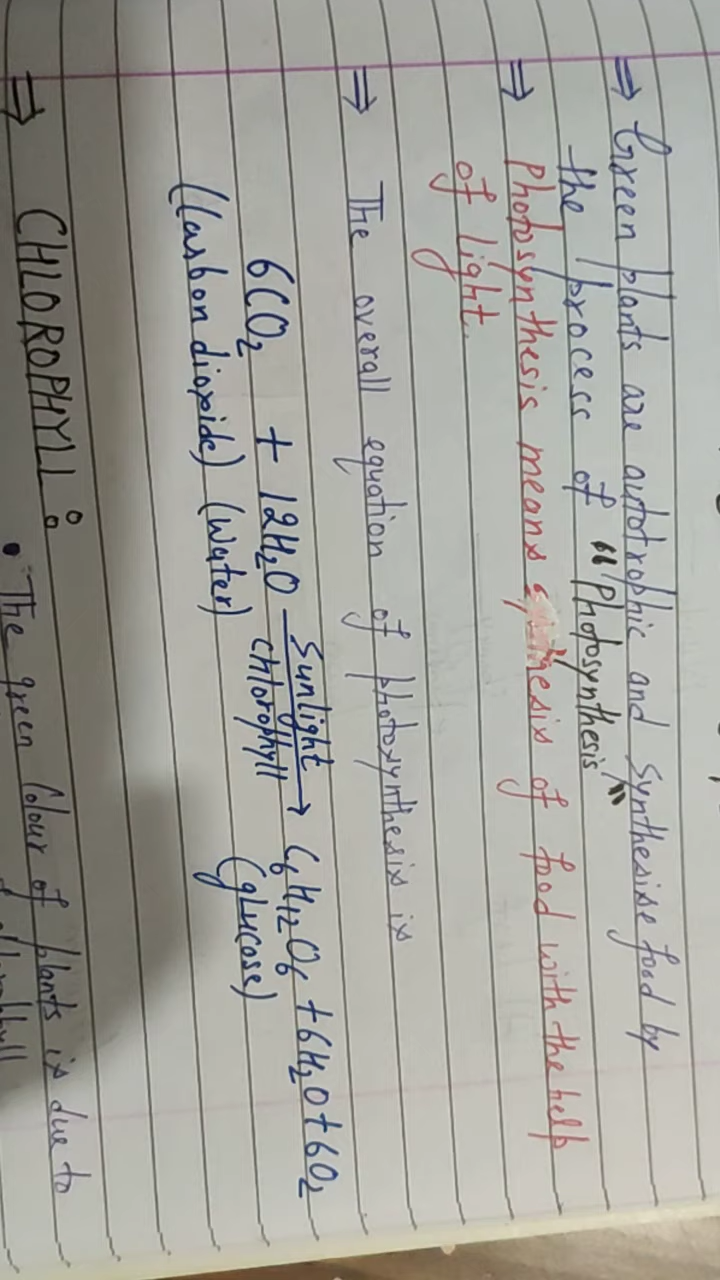 ⇒ Green plants are autotrophic and Synthesise food by
the process of "Photosynthesis"
⇒ Photosynthesis means synthesis of food with the help
of light.
⇒ The overall equation of photosynthesis is
6CO₂ + 12H₂O Sunlight→ chlorophyll C₆H₁₂O₆ + 6H₂O + 6O₂
(Carbon dioxide) (Water) (glucose)
⇒ CHLOROPHYLL :
• The green Colour of plants is due to